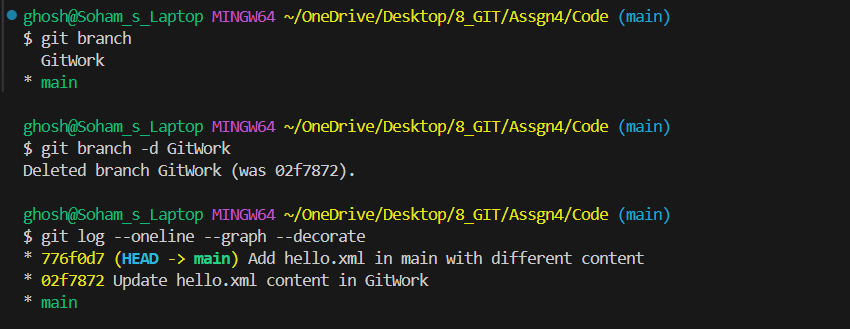 ghosh@Soham_s_Laptop MINGW64 ~/OneDrive/Desktop/8_GIT/Assgn4/Code (main)
$ git branch
  GitWork
* main
ghosh@Soham_s_Laptop MINGW64 ~/OneDrive/Desktop/8_GIT/Assgn4/Code (main)
$ git branch -d GitWork
Deleted branch GitWork (was 02f7872).
ghosh@Soham_s_Laptop MINGW64 ~/OneDrive/Desktop/8_GIT/Assgn4/Code (main)
$ git log --oneline --graph --decorate
* 776f0d7 (HEAD -> main) Add hello.xml in main with different content
* 02f7872 Update hello.xml content in GitWork
* main